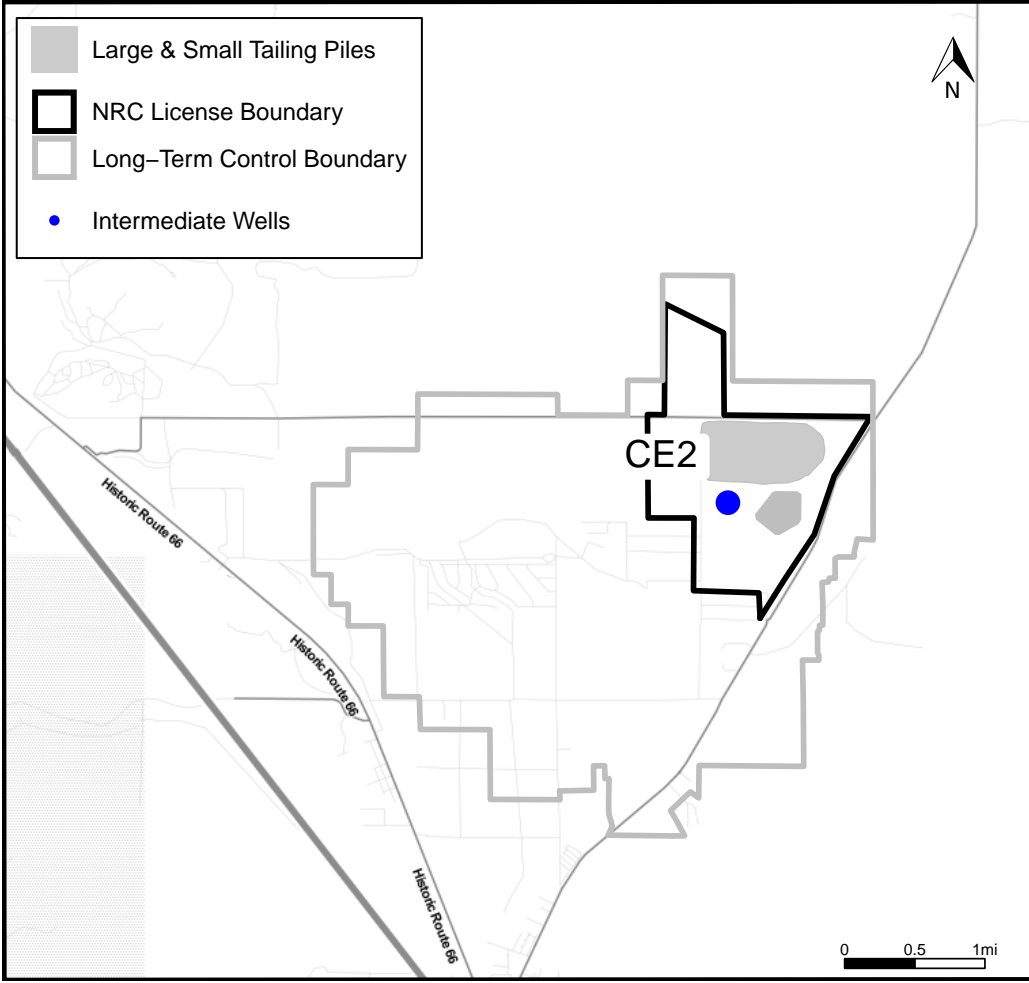 Large & Small Tailing Piles
NRC License Boundary
Long−Term Control Boundary
Intermediate Wells
N
CE2
Historic Route 66
Historic Route 66
Historic Route 66
0 0.5 1mi